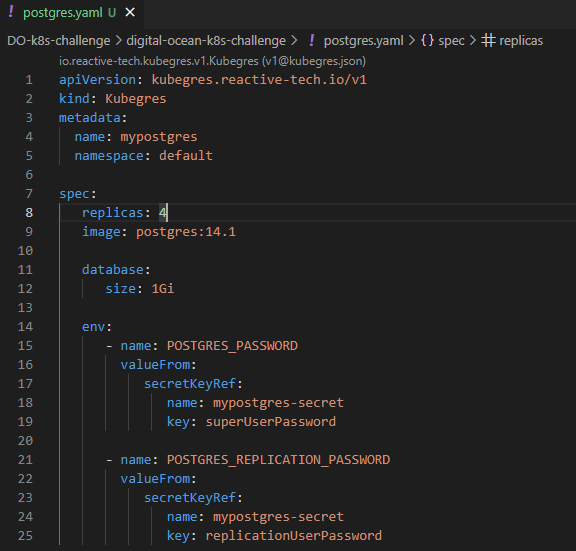 ! postgres.yaml U ×
DO-k8s-challenge > digital-ocean-k8s-challenge > ! postgres.yaml > {} spec > # replicas
io.reactive-tech.kubegres.v1.Kubegres (v1@kubegres.json)
1 apiVersion: kubegres.reactive-tech.io/v1
2 kind: Kubegres
3 metadata:
4   name: mypostgres
5   namespace: default
6
7 spec:
8    replicas: 4
9    image: postgres:14.1
10
11    database:
12       size: 1Gi
13
14    env:
15       - name: POSTGRES_PASSWORD
16         valueFrom:
17            secretKeyRef:
18               name: mypostgres-secret
19               key: superUserPassword
20
21       - name: POSTGRES_REPLICATION_PASSWORD
22         valueFrom:
23            secretKeyRef:
24               name: mypostgres-secret
25               key: replicationUserPassword